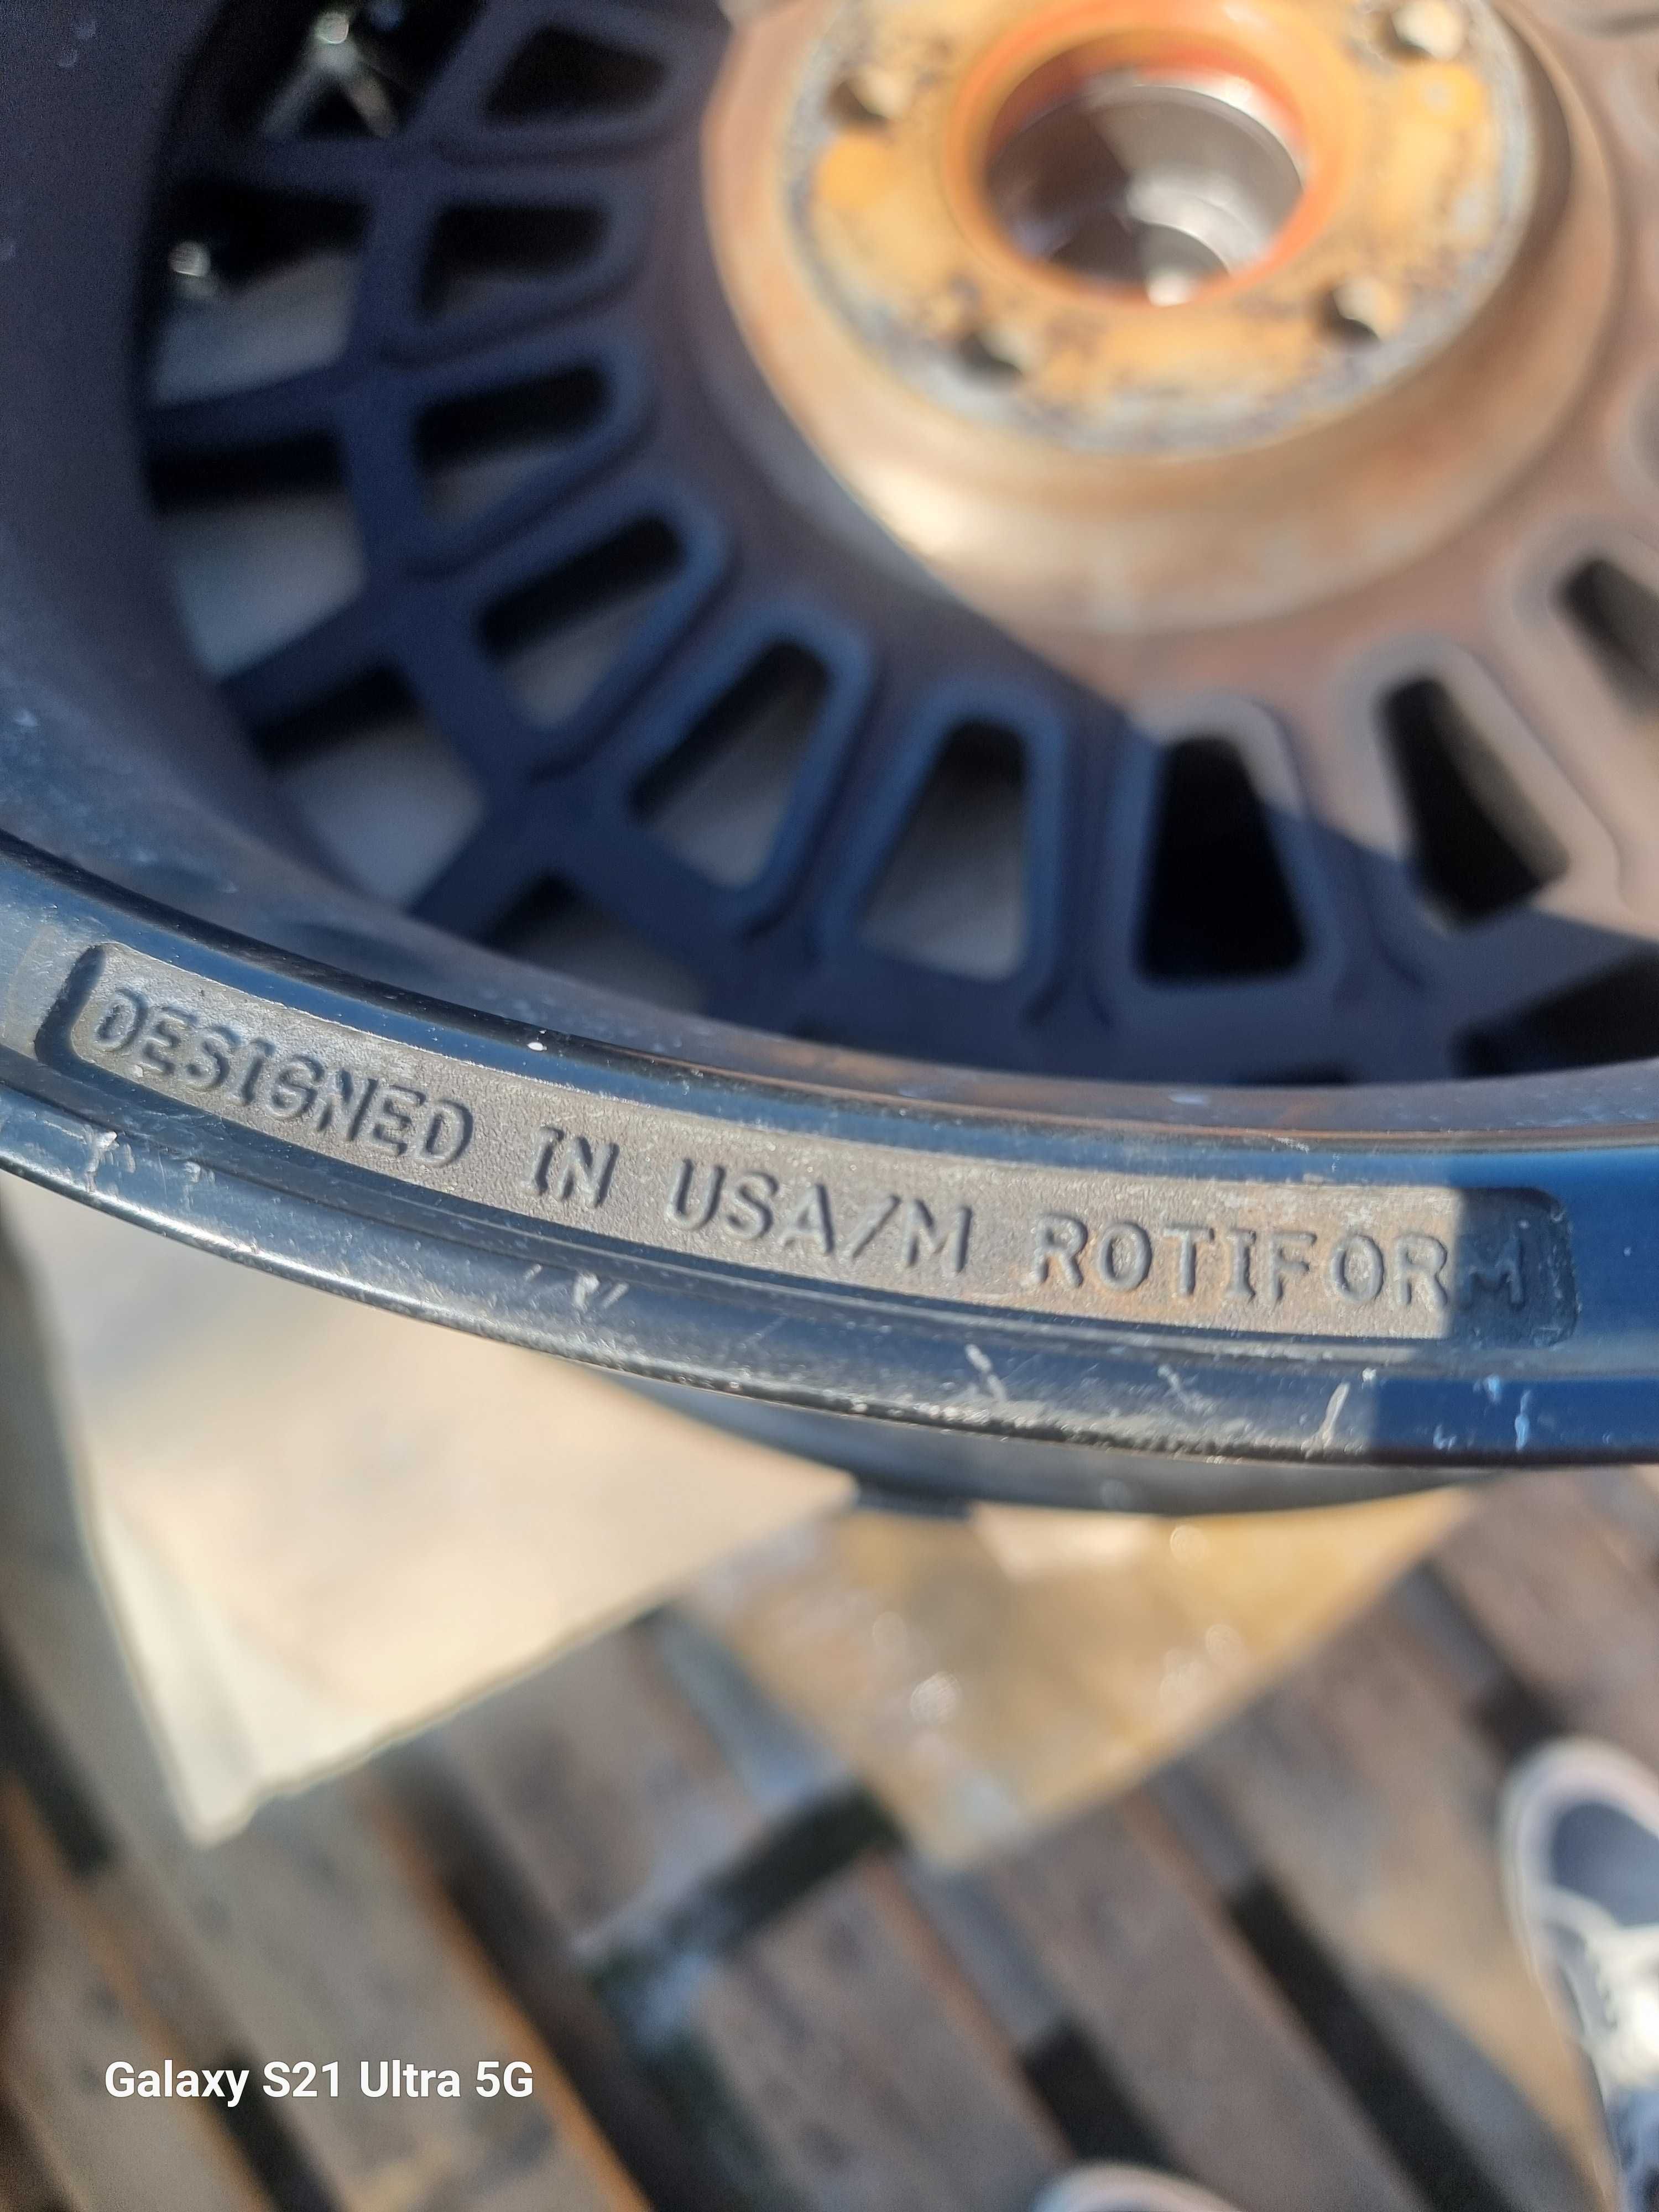 DESIGNED IN USA/M ROTIFORM
Galaxy S21 Ultra 5G